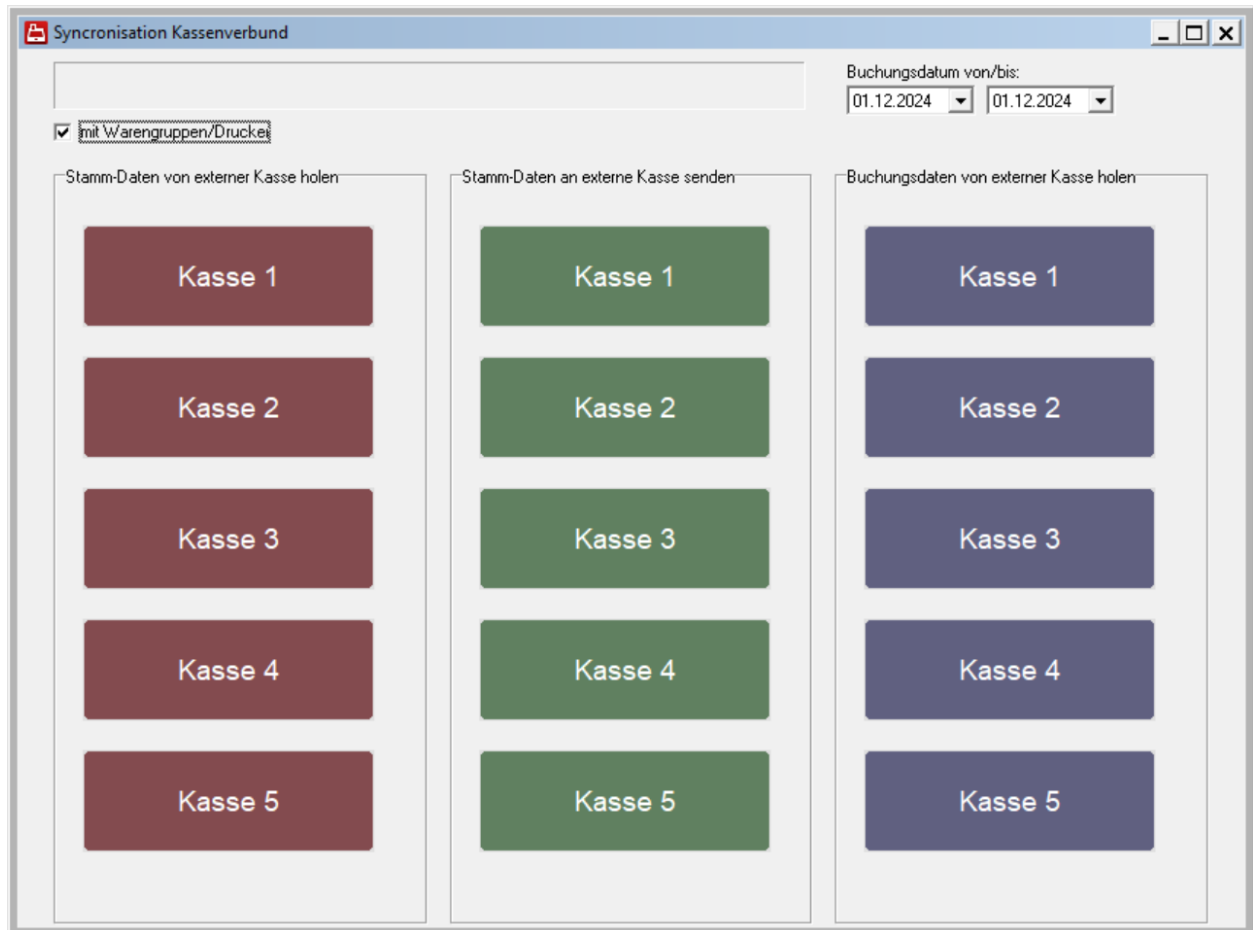 Syncronisation Kassenverbund
Buchungsdatum von/bis:
01.12.2024 01.12.2024
mit Warengruppen/Drucker
Stamm-Daten von externer Kasse holen
Kasse 1
Kasse 2
Kasse 3
Kasse 4
Kasse 5
Stamm-Daten an externe Kasse senden
Kasse 1
Kasse 2
Kasse 3
Kasse 4
Kasse 5
Buchungsdaten von externer Kasse holen
Kasse 1
Kasse 2
Kasse 3
Kasse 4
Kasse 5